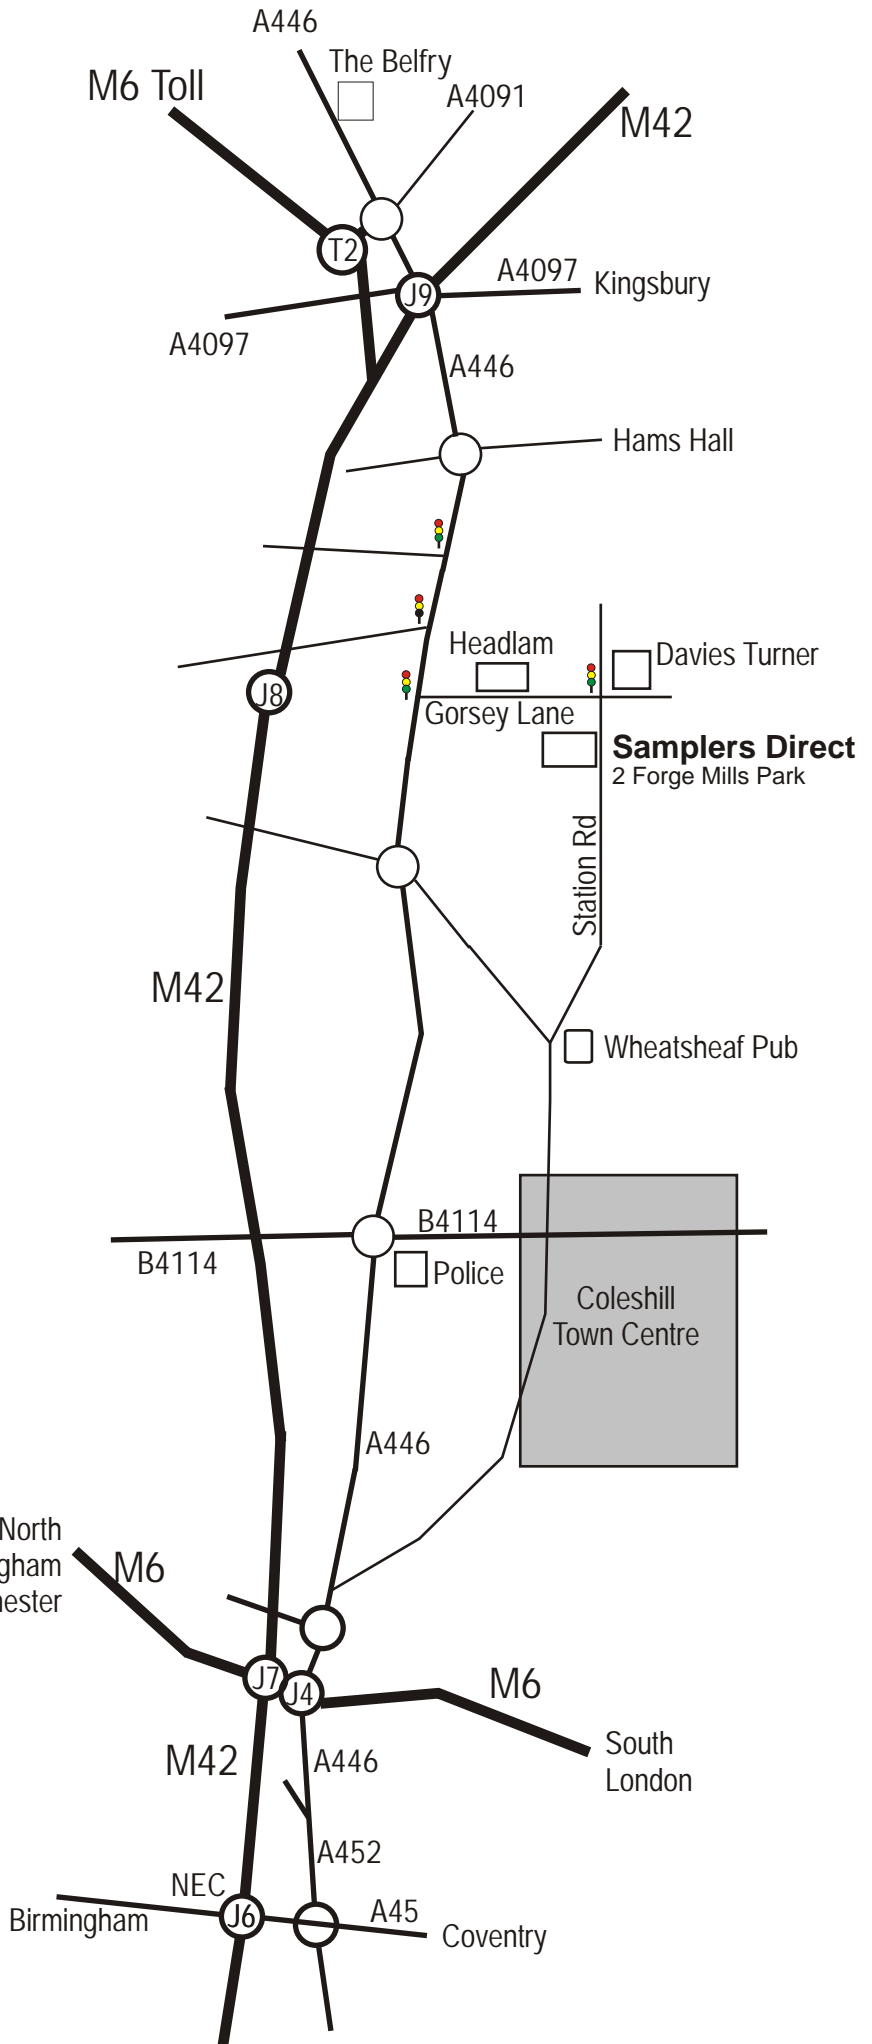 A446
The Belfry
M6 Toll
A4091
M42
T2
A4097
Kingsbury
J9
A4097
A446
Hams Hall
Headlam
Davies Turner
J8
Gorsey Lane
Samplers Direct
2 Forge Mills Park
Station Rd
M42
Wheatsheaf Pub
B4114
B4114
Police
Coleshill
Town Centre
A446
North
M6
J7
J4
M6
South
London
M42
A446
A452
NEC
Birmingham
J6
A45
Coventry